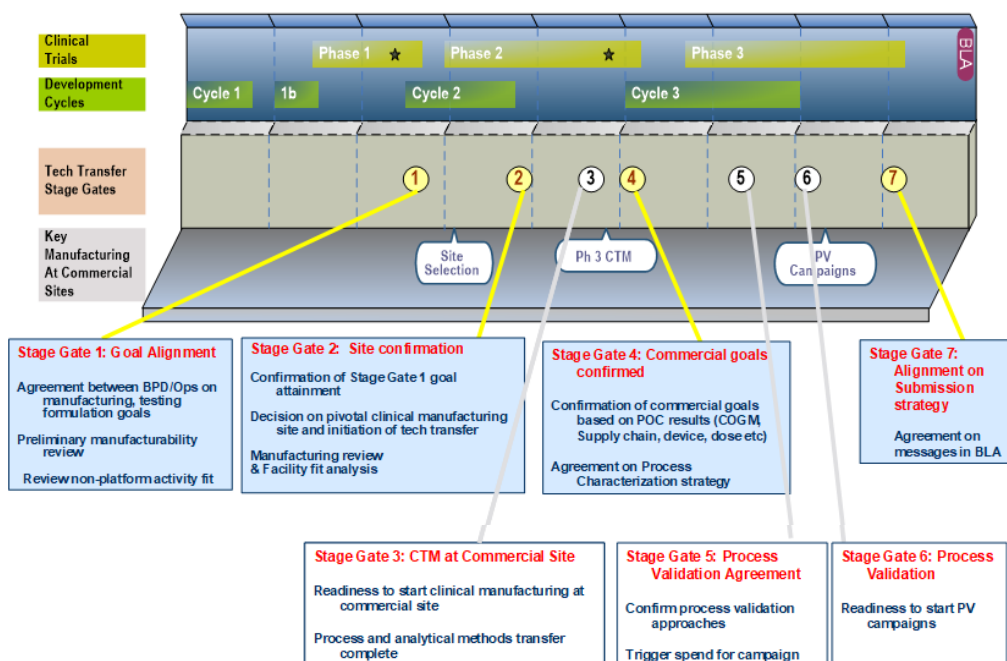 Clinical
Trials
Phase 1
Phase 2
Phase 3
BLA
Development
Cycles
Cycle 1
1b
Cycle 2
Cycle 3
Tech Transfer
Stage Gates
1
2
3
4
5
6
7
Key
Manufacturing
At Commercial
Sites
Site
Selection
Ph 3 CTM
PV
Campaigns
Stage Gate 1: Goal Alignment
Agreement between BPD/Ops on
manufacturing, testing
formulation goals
Preliminary manufacturability
review
Review non-platform activity fit
Stage Gate 2: Site confirmation
Confirmation of Stage Gate 1 goal
attainment
Decision on pivotal clinical manufacturing
site and initiation of tech transfer
Manufacturing review
& Facility fit analysis
Stage Gate 4: Commercial goals
confirmed
Confirmation of commercial goals
based on POC results (COGM,
Supply chain, device, dose etc)
Agreement on Process
Characterization strategy
Stage Gate 7:
Alignment on
Submission
strategy
Agreement on
messages in BLA
Stage Gate 3: CTM at Commercial Site
Readiness to start clinical manufacturing at
commercial site
Process and analytical methods transfer
complete
Stage Gate 5: Process
Validation Agreement
Confirm process validation
approaches
Trigger spend for campaign
Stage Gate 6: Process
Validation
Readiness to start PV
campaigns